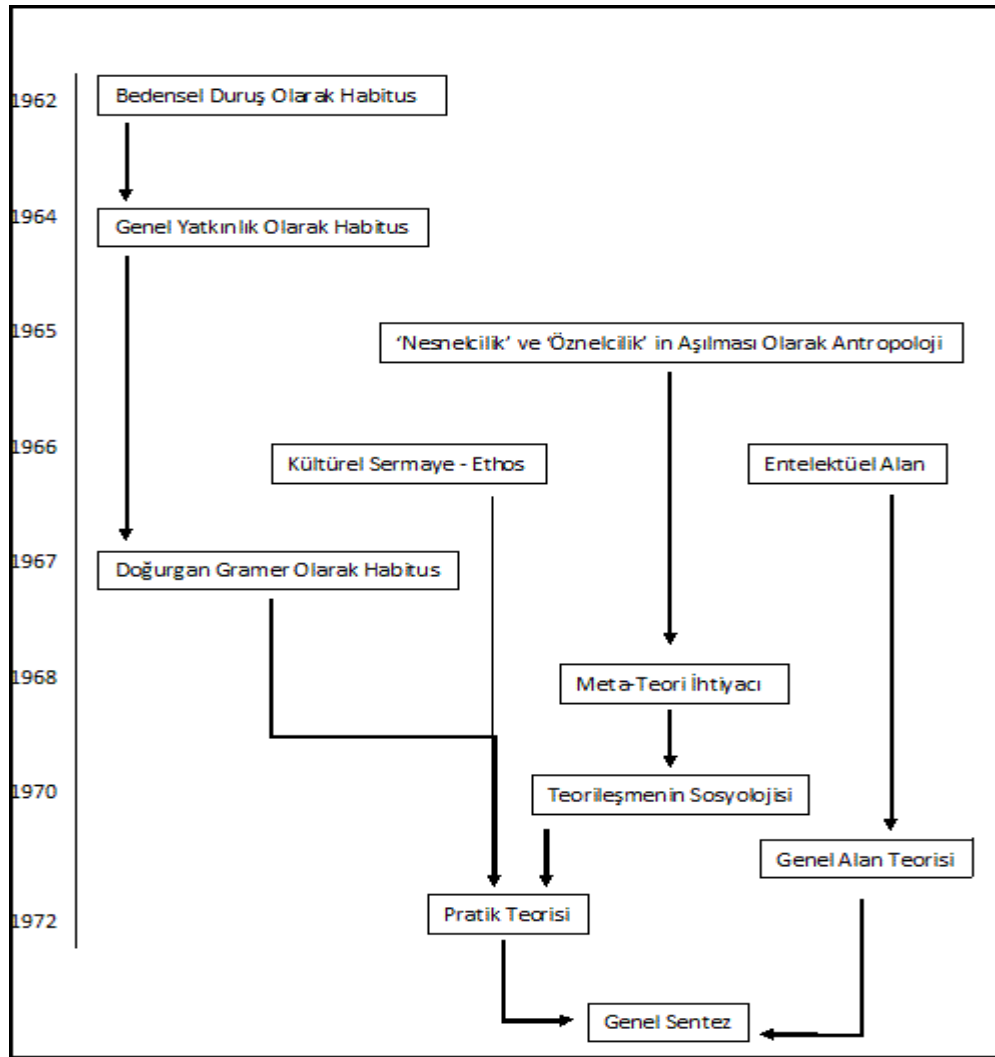 1962
Bedensel Duruş Olarak Habitus
1964
Genel Yatkınlık Olarak Habitus
1965
‘Nesnelcilik’ ve ‘Öznelcilik’ in Aşılması Olarak Antropoloji
1966
Kültürel Sermaye - Ethos
Entelektüel Alan
1967
Doğurgan Gramer Olarak Habitus
1968
Meta-Teori İhtiyacı
1970
Teorileşmenin Sosyolojisi
Genel Alan Teorisi
1972
Pratik Teorisi
Genel Sentez